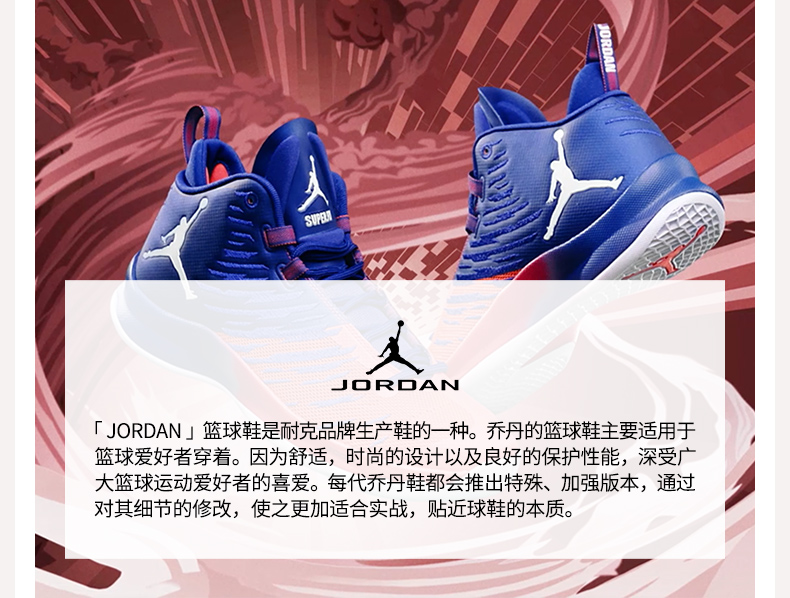 JORDAN
SUPER.FLY
JORDAN
「 JORDAN 」篮球鞋是耐克品牌生产鞋的一种。乔丹的篮球鞋主要适用于
篮球爱好者穿着。因为舒适，时尚的设计以及良好的保护性能，深受广
大篮球运动爱好者的喜爱。每代乔丹鞋都会推出特殊、加强版本，通过
对其细节的修改，使之更加适合实战，贴近球鞋的本质。